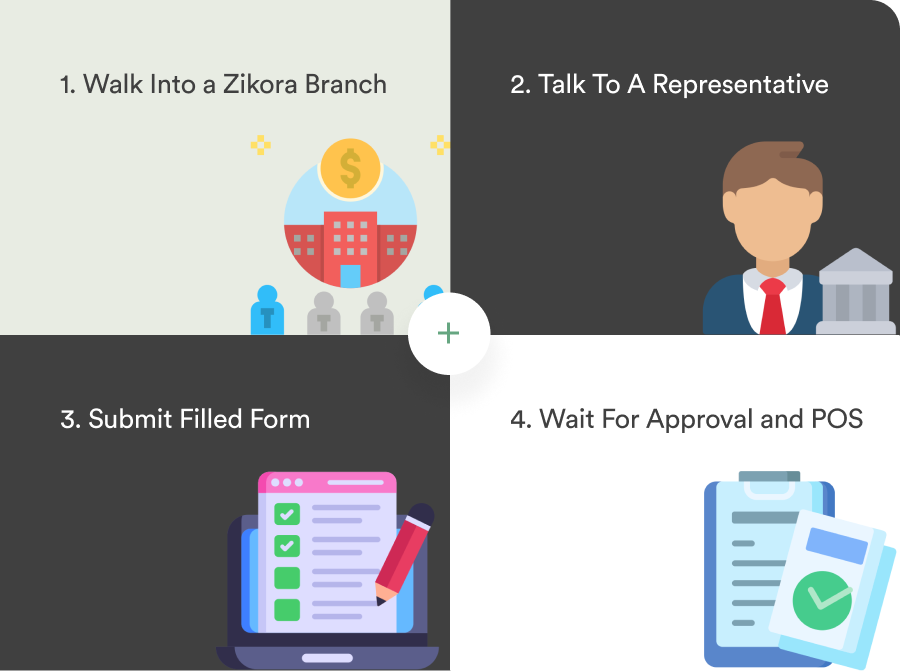 1. Walk Into a Zikora Branch
2. Talk To A Representative
$
3. Submit Filled Form
4. Wait For Approval and POS